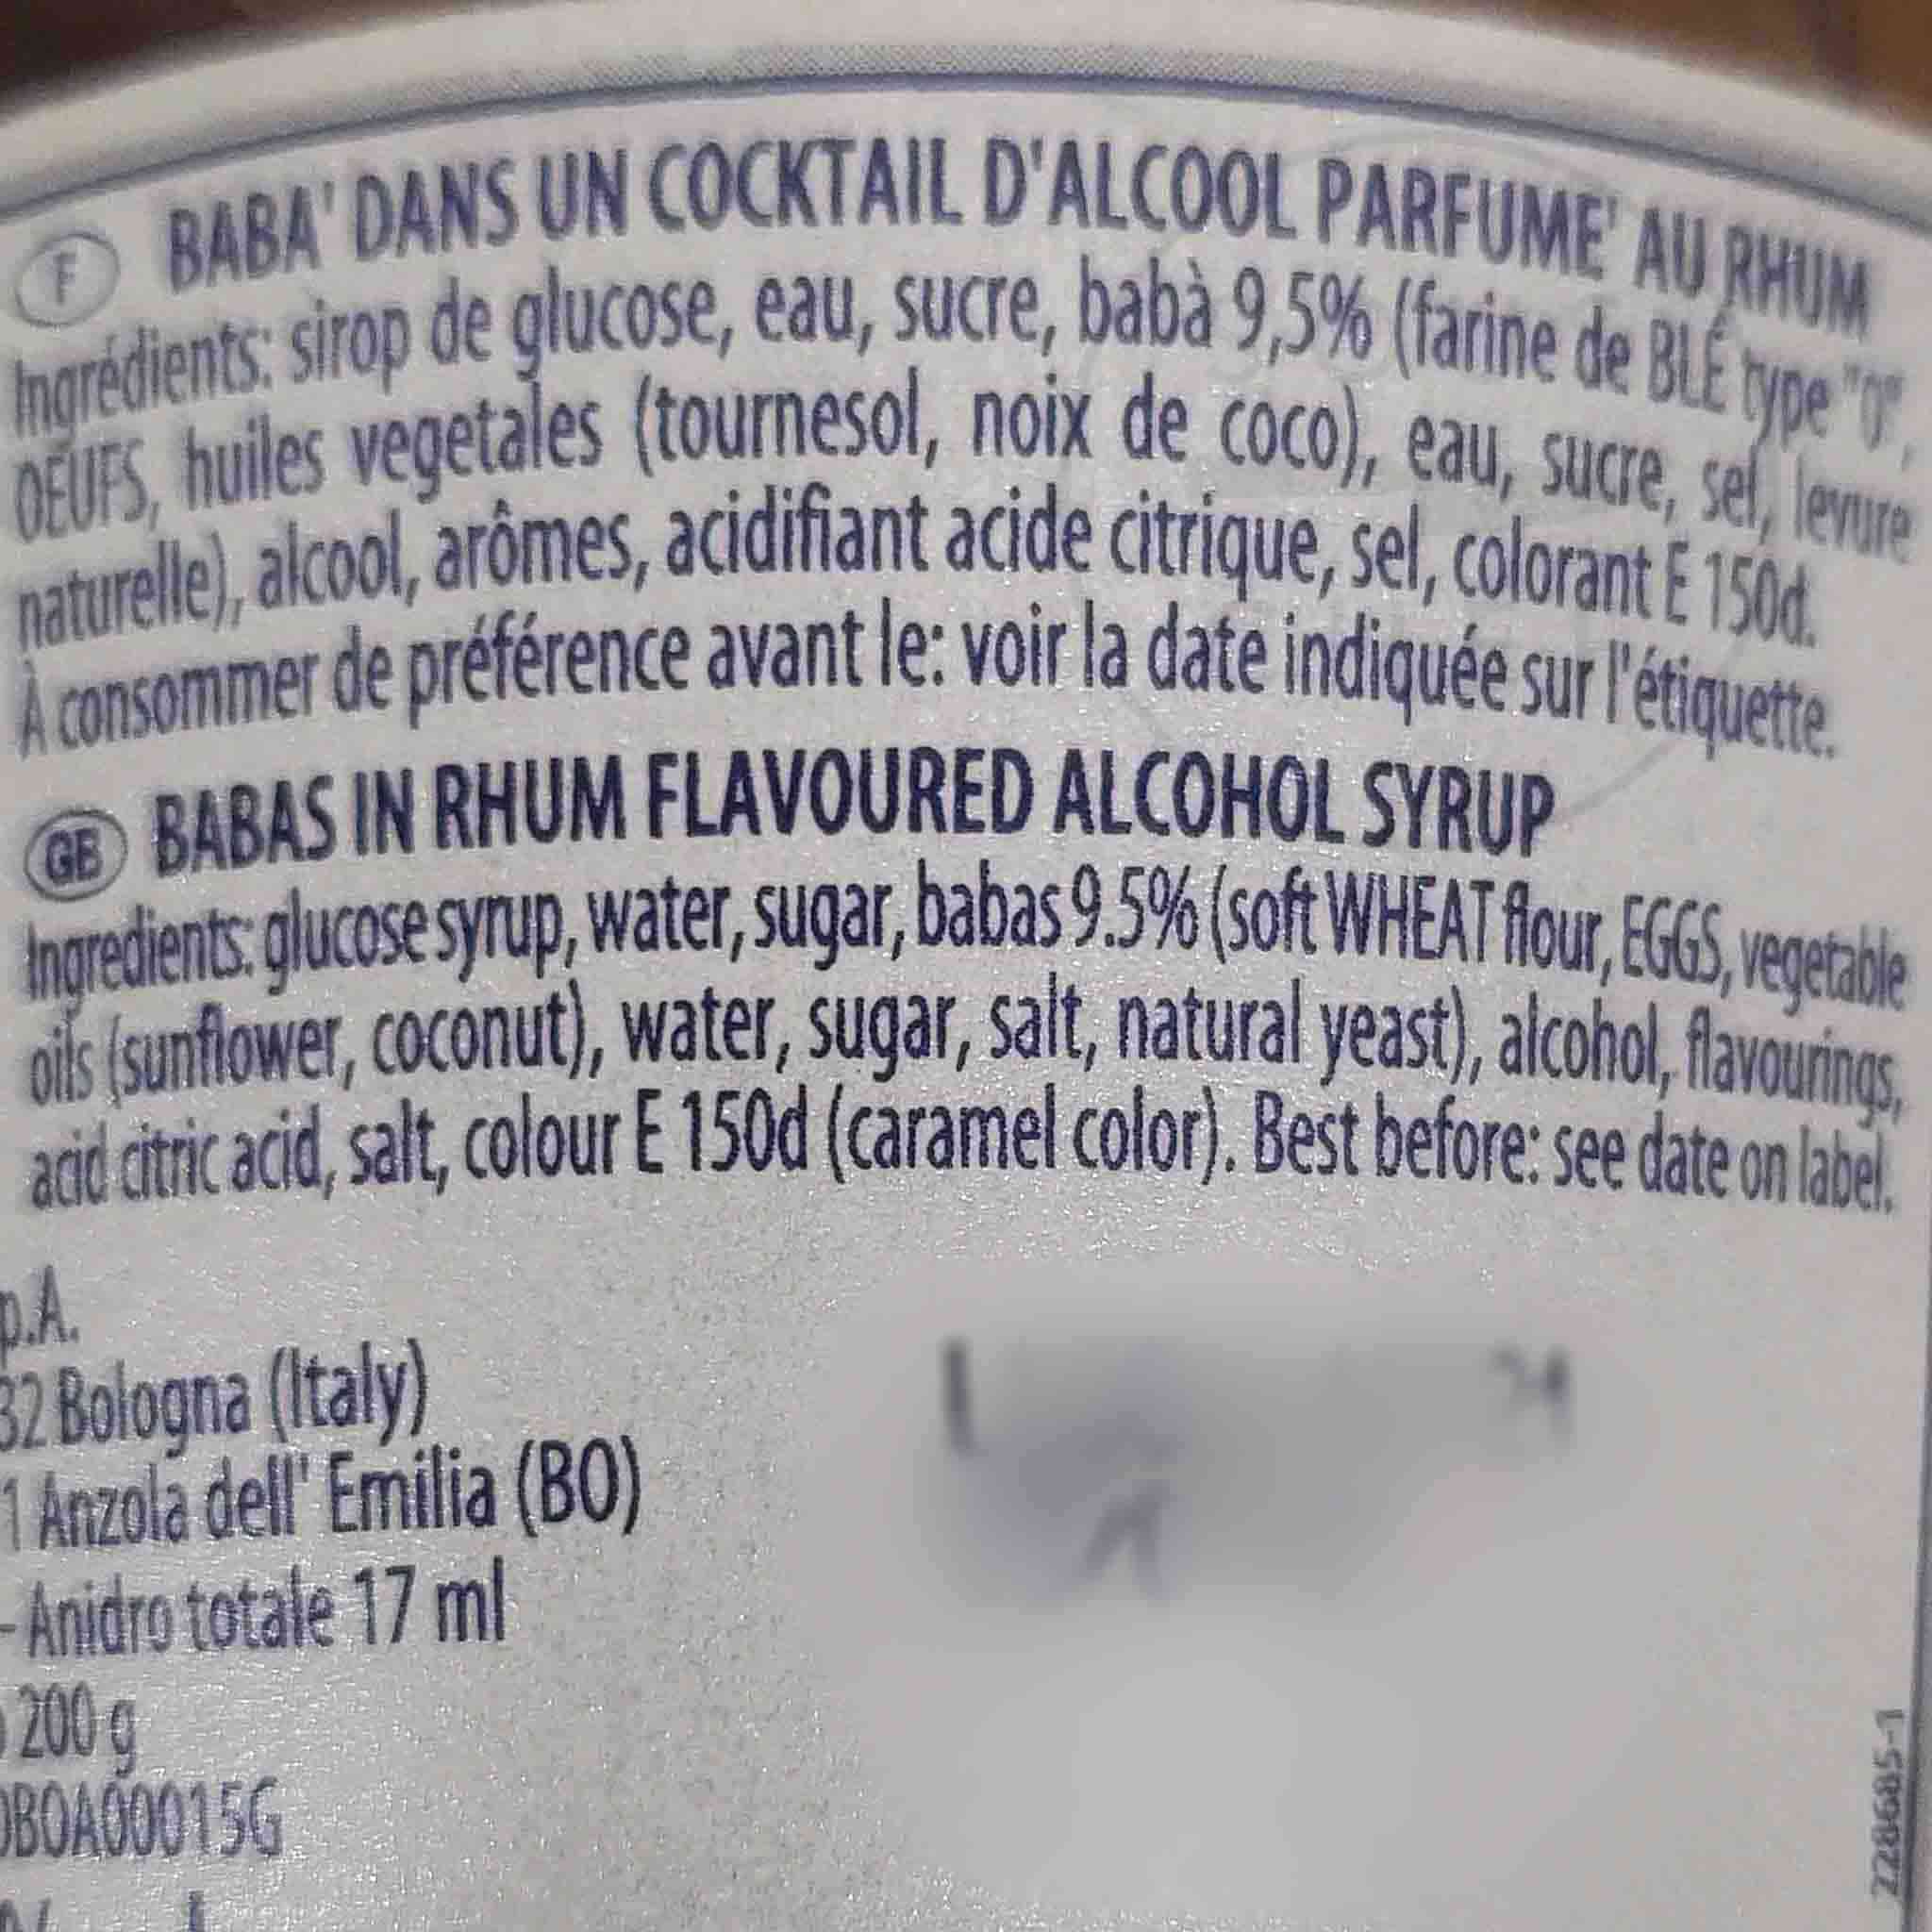 F BABA' DANS UN COCKTAIL D'ALCOOL PARFUME' AU RHUM
Ingrédients: sirop de glucose, eau, sucre, babà 9,5% (farine de BLÉ type "0",
OEUFS, huiles vegetales (tournesol, noix de coco), eau, sucre, sel, levure
naturelle), alcool, arômes, acidifiant acide citrique, sel, colorant E 150d.
À consommer de préférence avant le: voir la date indiquée sur l'étiquette.
GB BABAS IN RHUM FLAVOURED ALCOHOL SYRUP
Ingredients: glucose syrup, water, sugar, babas 9.5% (soft WHEAT flour, EGGS, vegetable
oils (sunflower, coconut), water, sugar, salt, natural yeast), alcohol, flavourings,
acid citric acid, salt, colour E 150d (caramel color). Best before: see date on label.
p.A.
32 Bologna (Italy)
1 Anzola dell' Emilia (BO)
- Anidro totale 17 ml
200 g
0BOA00015G
228685-1